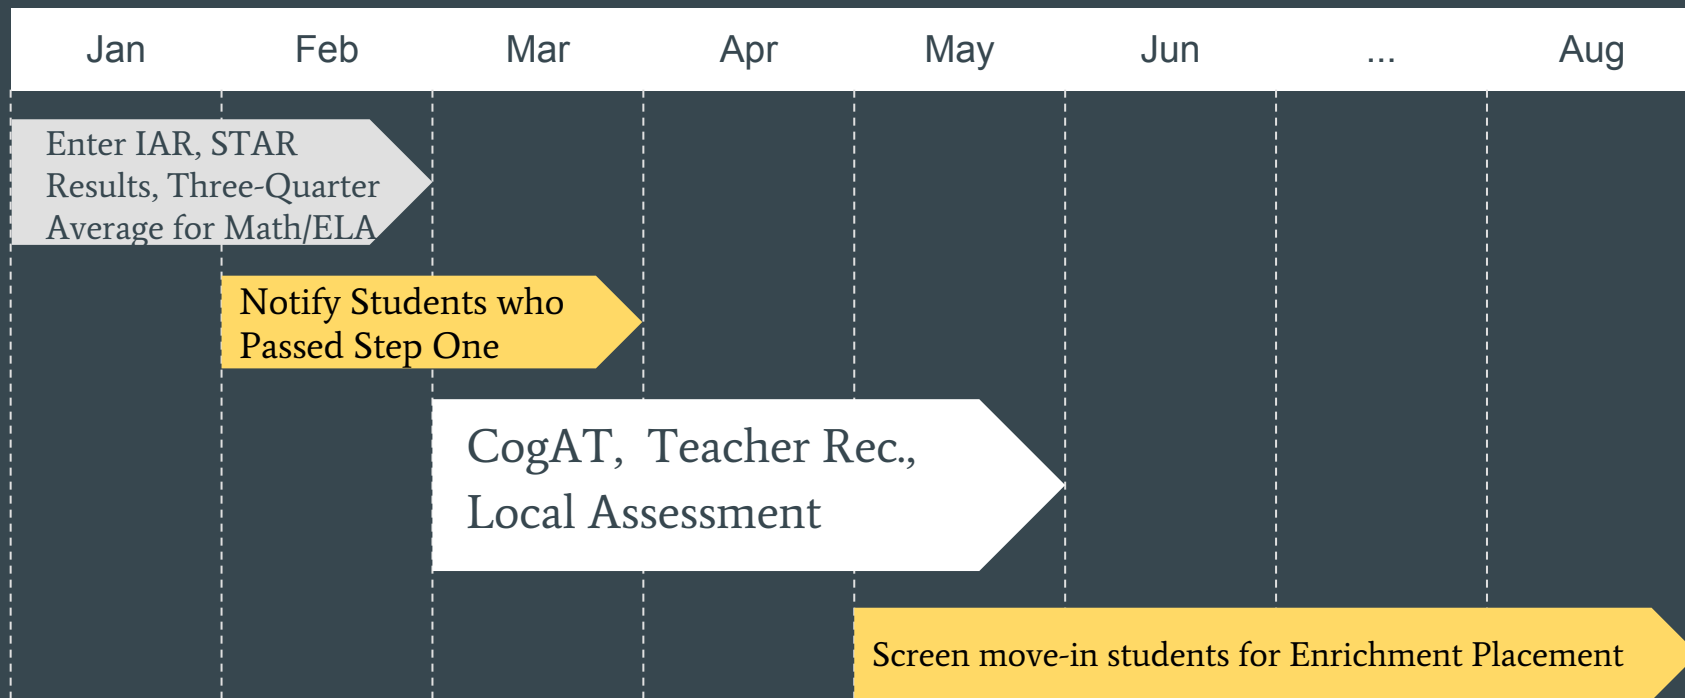 Jan Feb Mar Apr May Jun ... Aug
Enter IAR, STAR
Results, Three-Quarter
Average for Math/ELA
Notify Students who
Passed Step One
CogAT, Teacher Rec.,
Local Assessment
Screen move-in students for Enrichment Placement